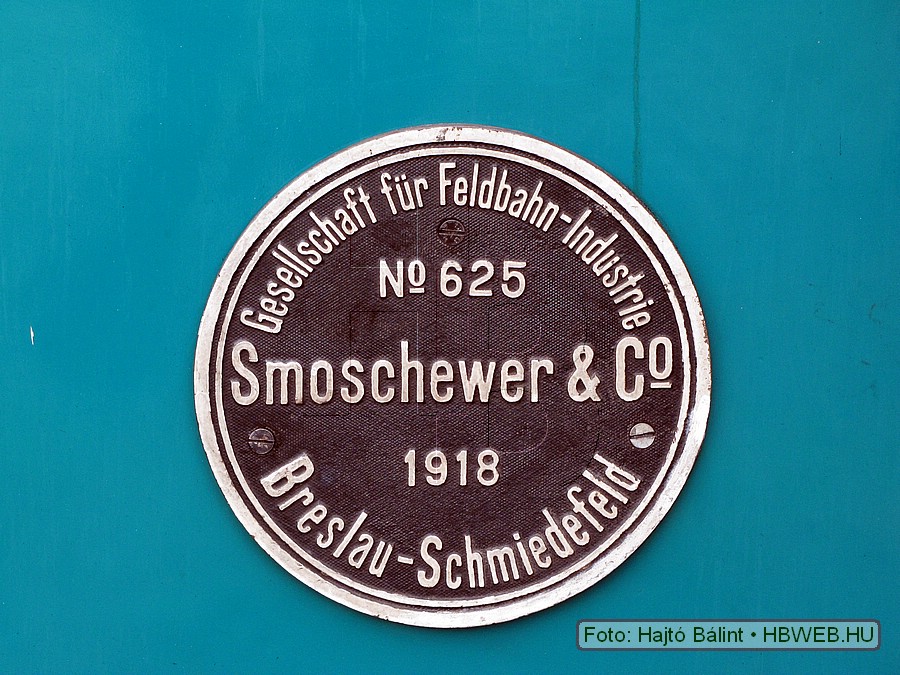 Gesellschaft für Feldbahn-Industrie
No 625
Smoschewer & Co
1918
Breslau-Schmiedefeld
Foto: Hajtó Bálint • HBWEB.HU